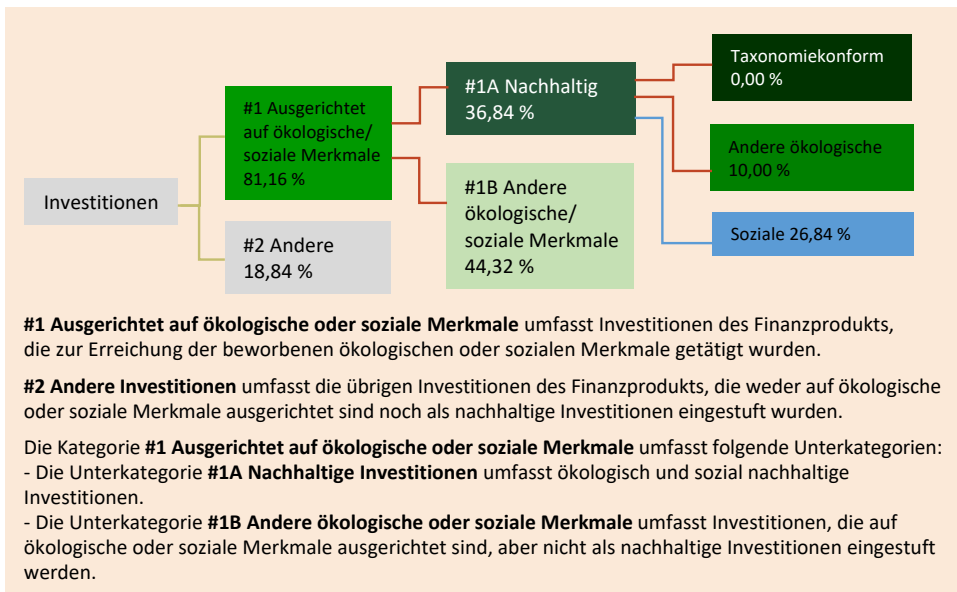 Investitionen
#1 Ausgerichtet
auf ökologische/
soziale Merkmale
81,16 %
#2 Andere
18,84 %
#1A Nachhaltig
36,84 %
#1B Andere
ökologische/
soziale Merkmale
44,32 %
Taxonomiekonform
0,00 %
Andere ökologische
10,00 %
Soziale 26,84 %
#1 Ausgerichtet auf ökologische oder soziale Merkmale umfasst Investitionen des Finanzprodukts,
die zur Erreichung der beworbenen ökologischen oder sozialen Merkmale getätigt wurden.
#2 Andere Investitionen umfasst die übrigen Investitionen des Finanzprodukts, die weder auf ökologische
oder soziale Merkmale ausgerichtet sind noch als nachhaltige Investitionen eingestuft wurden.
Die Kategorie #1 Ausgerichtet auf ökologische oder soziale Merkmale umfasst folgende Unterkategorien:
- Die Unterkategorie #1A Nachhaltige Investitionen umfasst ökologisch und sozial nachhaltige
Investitionen.
- Die Unterkategorie #1B Andere ökologische oder soziale Merkmale umfasst Investitionen, die auf
ökologische oder soziale Merkmale ausgerichtet sind, aber nicht als nachhaltige Investitionen eingestuft
werden.